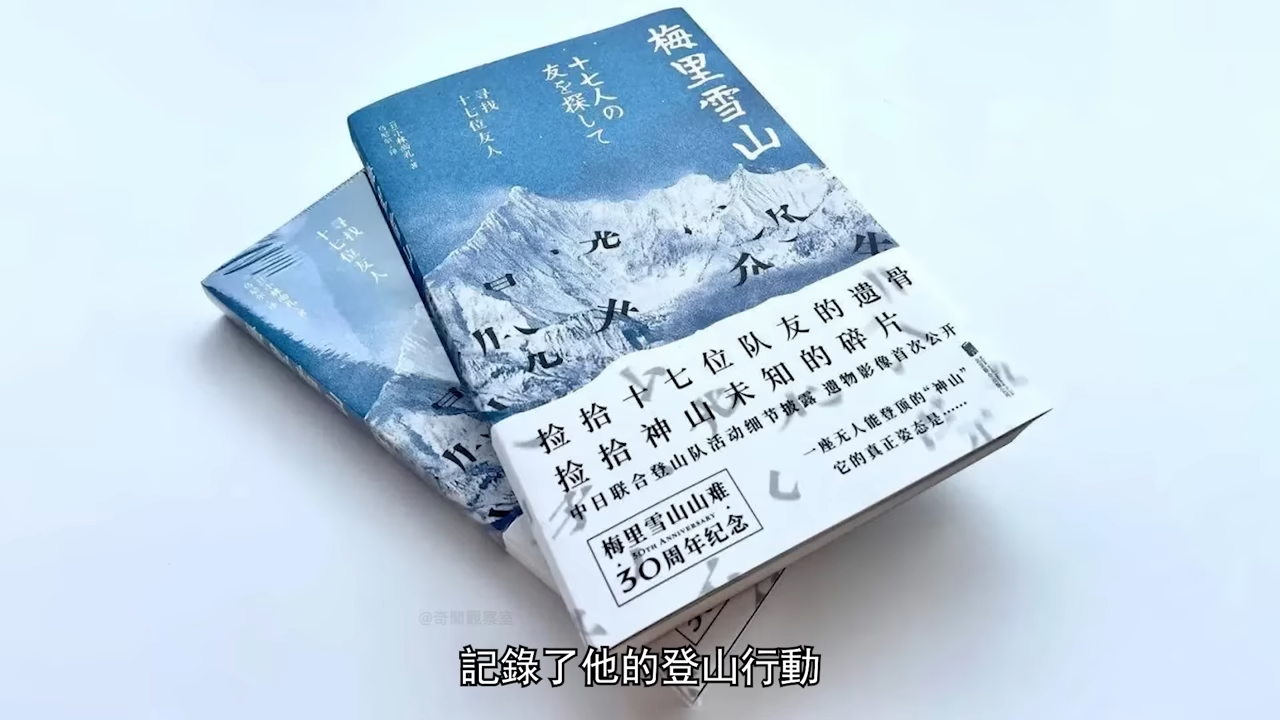 梅里雪山
十七人の
友を探して
寻找
十七位友人
捡拾十七位队友的遗骨
捡拾神山未知的碎片
中日联合登山队活动细节披露 遗物影像首次公开
一座无人能登顶的“神山”
它的真正姿态是……
梅里雪山山难
30TH ANNIVERSARY
30周年纪念
寻找
十七位友人
@奇聞觀察室
記錄了他的登山行動